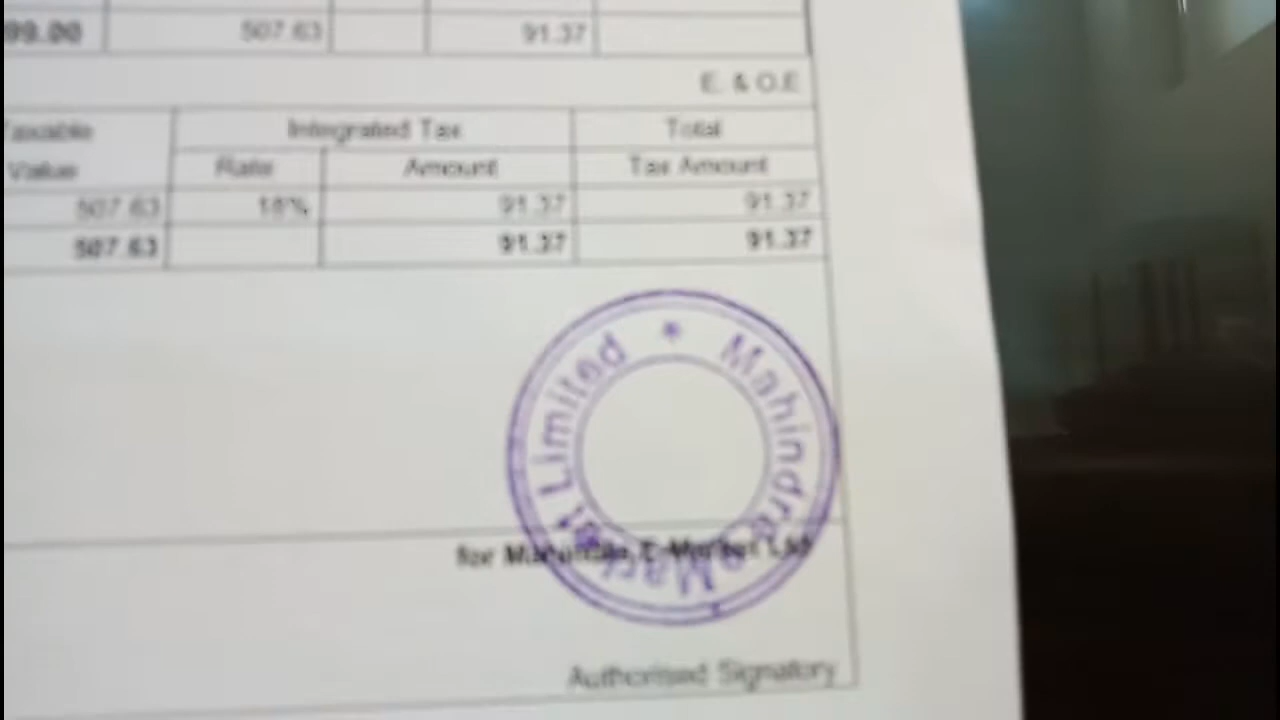 99.00 507.63 91.37
E. & O.E
Taxable Integrated Tax Total
Value Rate Amount Tax Amount
507.63 18% 91.37 91.37
507.63 91.37 91.37
Mahindra eMarket Limited
for Mahindra E-Market Ltd
Authorised Signatory